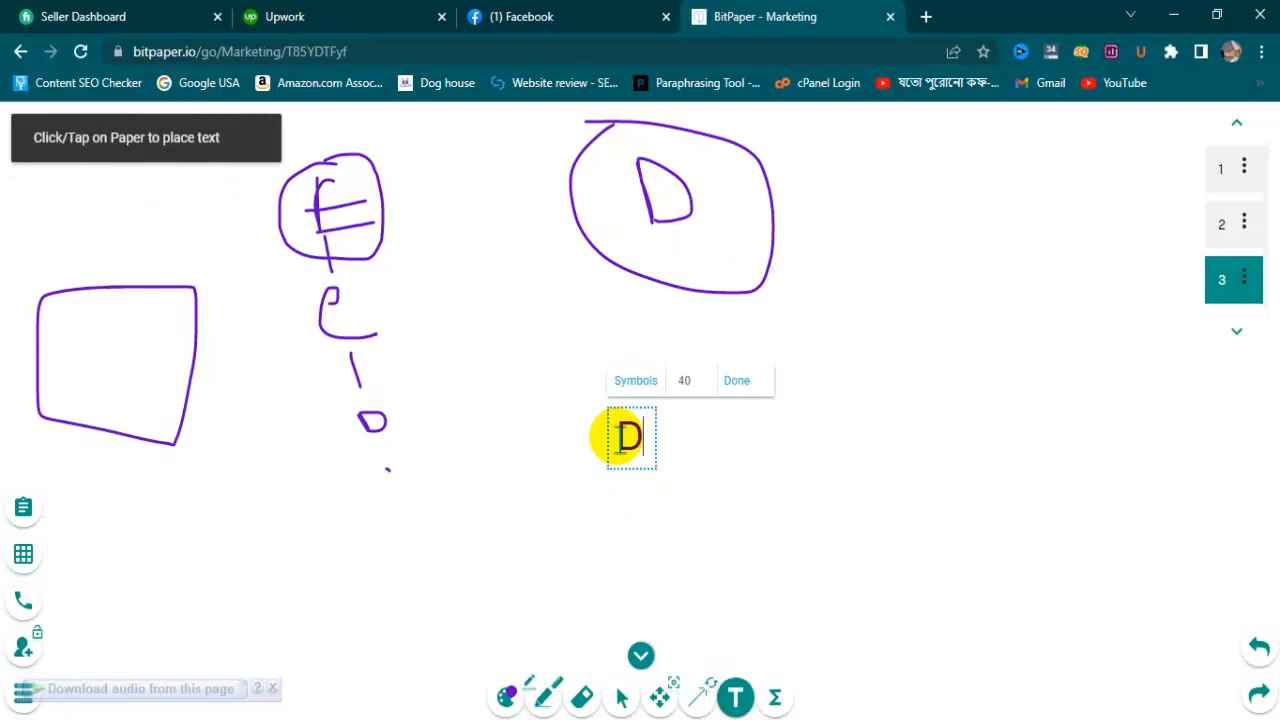 Seller Dashboard
Upwork
(1) Facebook
BitPaper - Marketing
bitpaper.io/go/Marketing/T85YDTFyf
34
Content SEO Checker
Google USA
Amazon.com Assoc...
Dog house
Website review - SE...
Paraphrasing Tool -...
cPanel Login
যতো পুরোনো কফ-...
Gmail
YouTube
Click/Tap on Paper to place text
1
2
3
E
D
e
D
Symbols
40
Done
D
Download audio from this page
? X
T
Σ